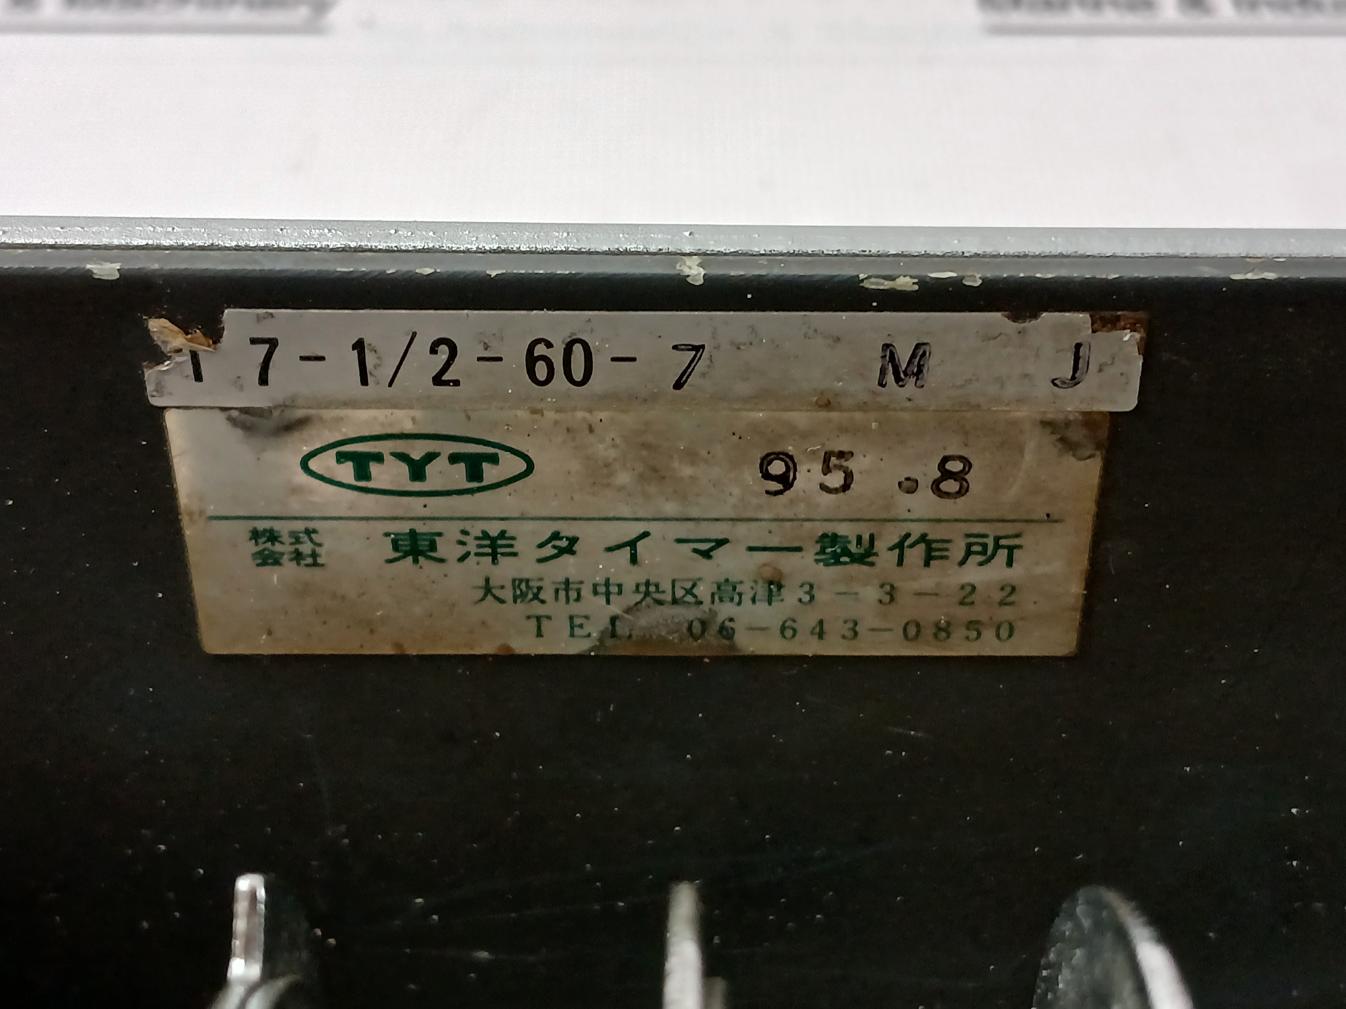 7-1/2-60-7 M J
TYT 95.8
株式会社 東洋タイマー製作所
大阪市中央区高津3-3-22
TEL 06-643-0850